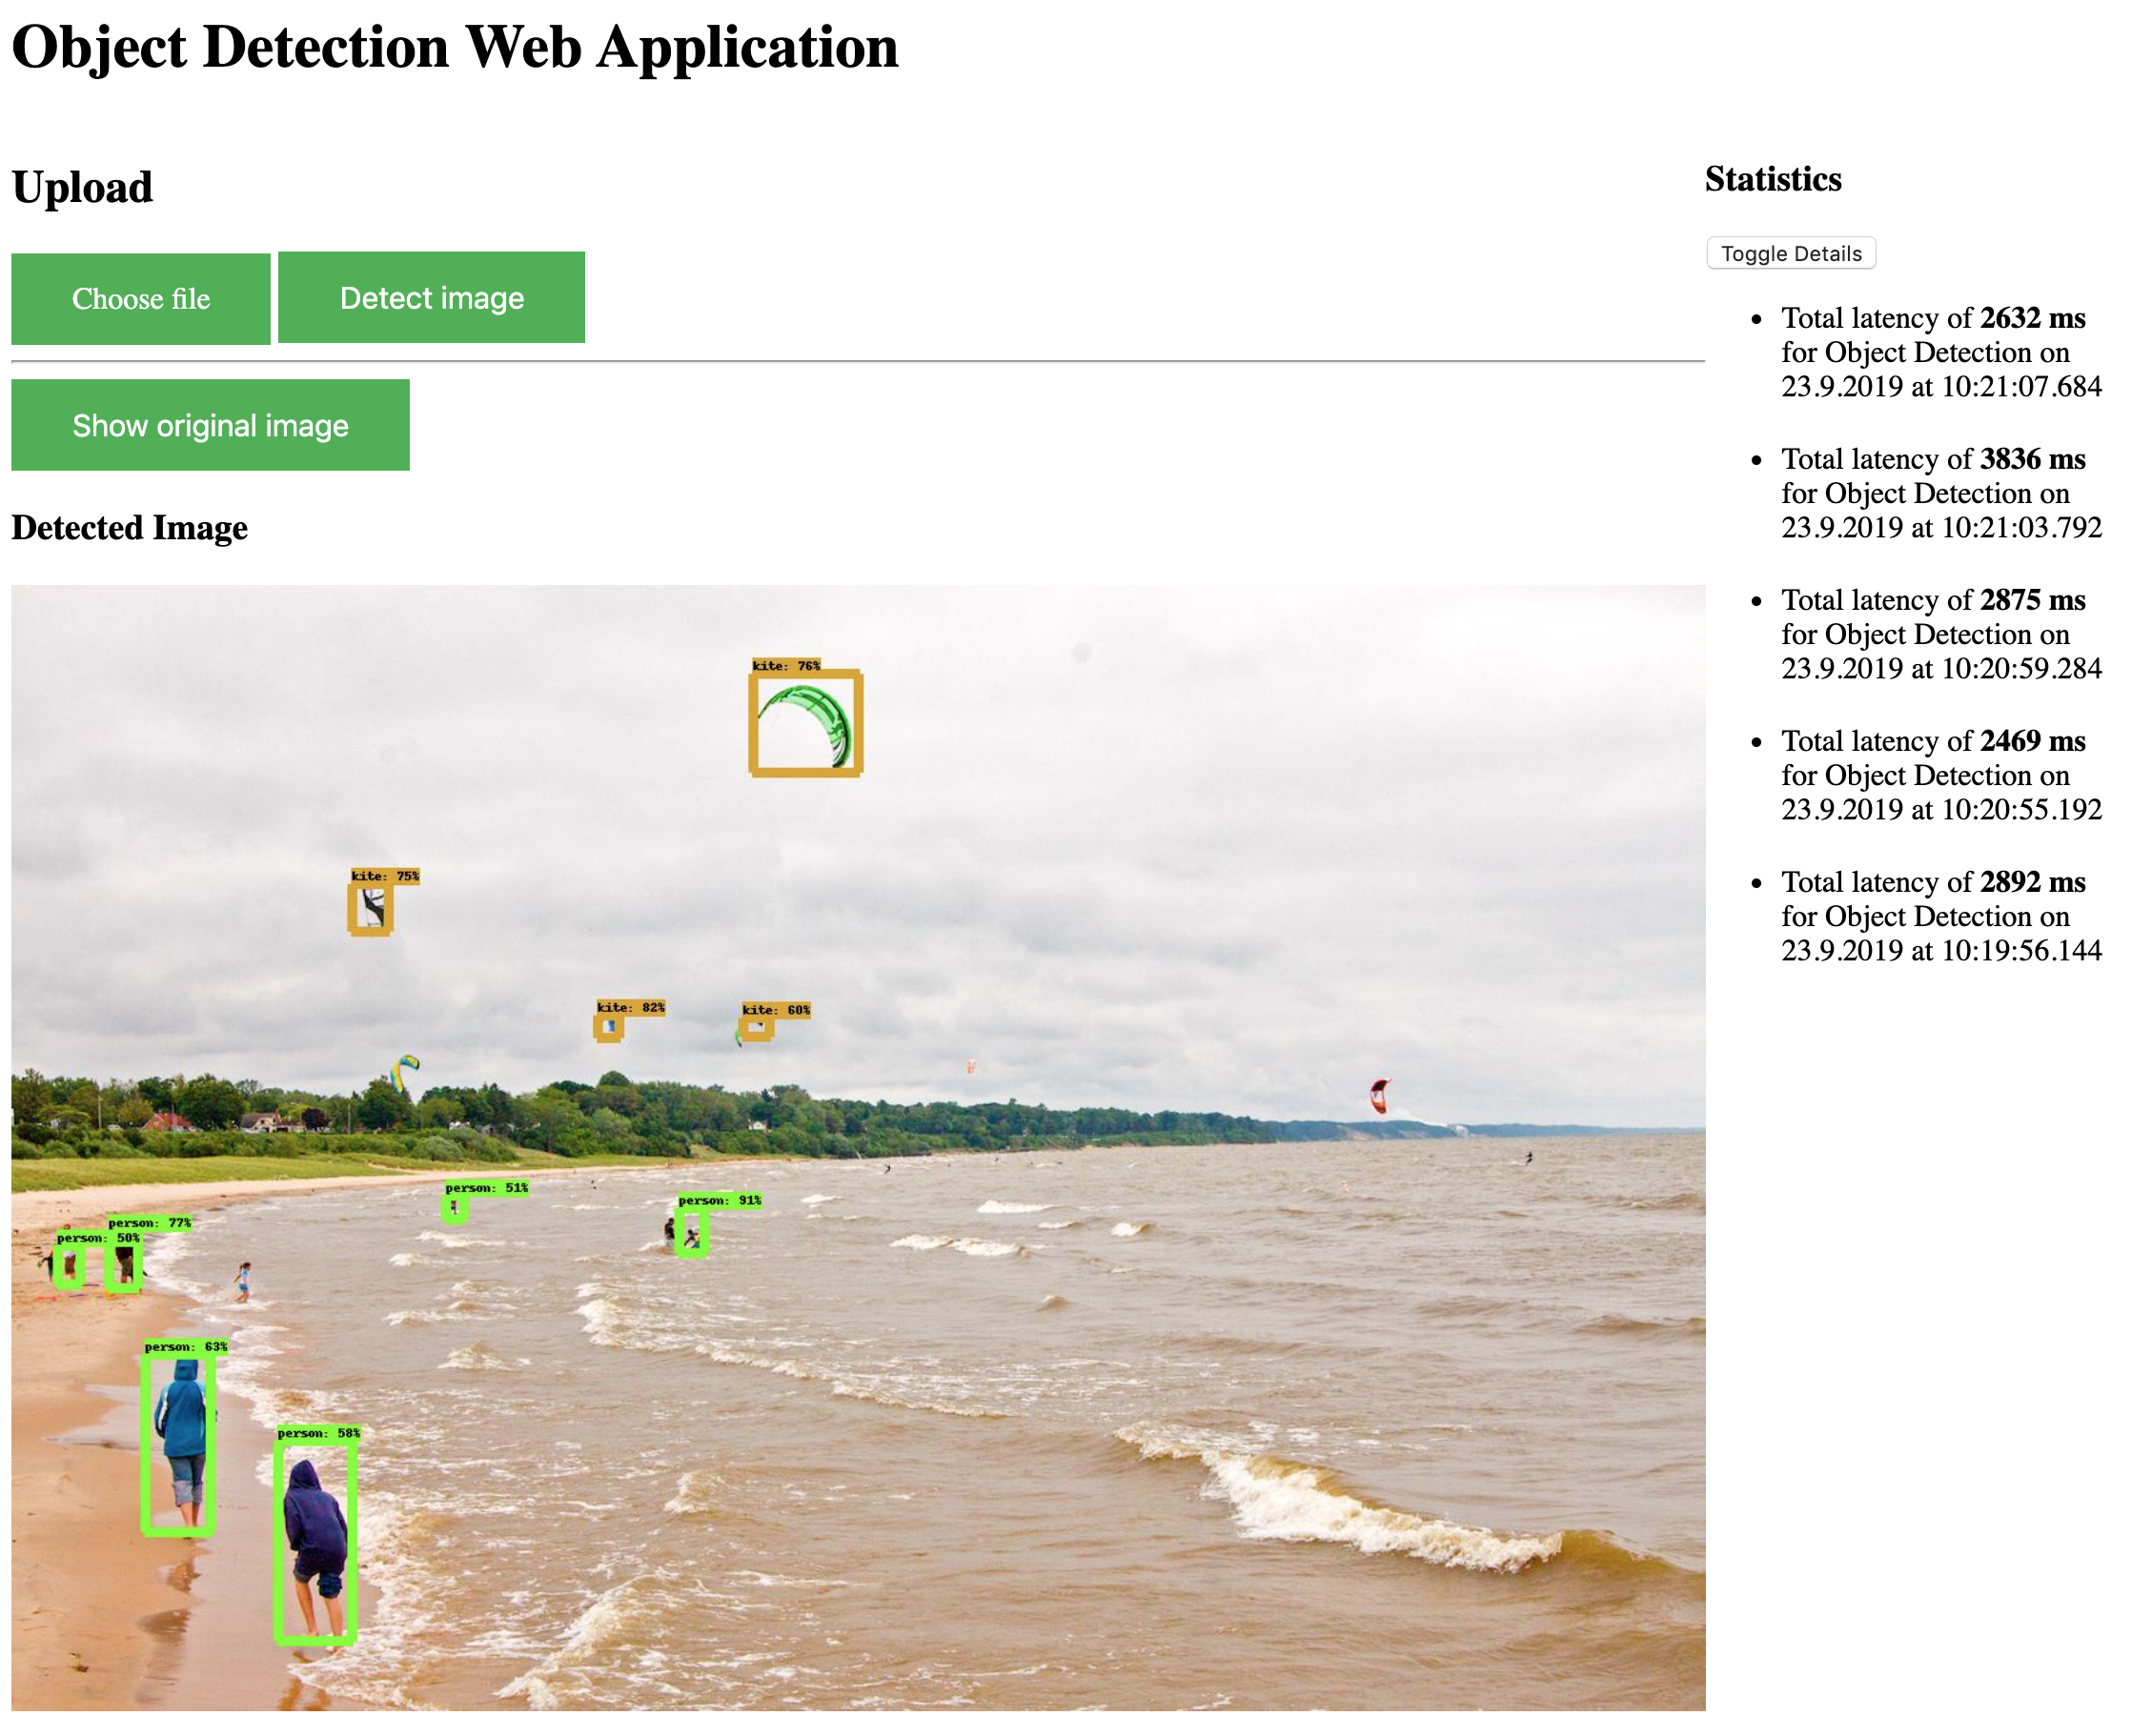 Object Detection Web Application
Upload
Choose file
Detect image
Show original image
Detected Image
kite: 76%
kite: 75%
kite: 82%
kite: 60%
person: 51%
person: 91%
person: 77%
person: 50%
person: 63%
person: 58%
Statistics
Toggle Details
Total latency of 2632 ms
for Object Detection on
23.9.2019 at 10:21:07.684
Total latency of 3836 ms
for Object Detection on
23.9.2019 at 10:21:03.792
Total latency of 2875 ms
for Object Detection on
23.9.2019 at 10:20:59.284
Total latency of 2469 ms
for Object Detection on
23.9.2019 at 10:20:55.192
Total latency of 2892 ms
for Object Detection on
23.9.2019 at 10:19:56.144